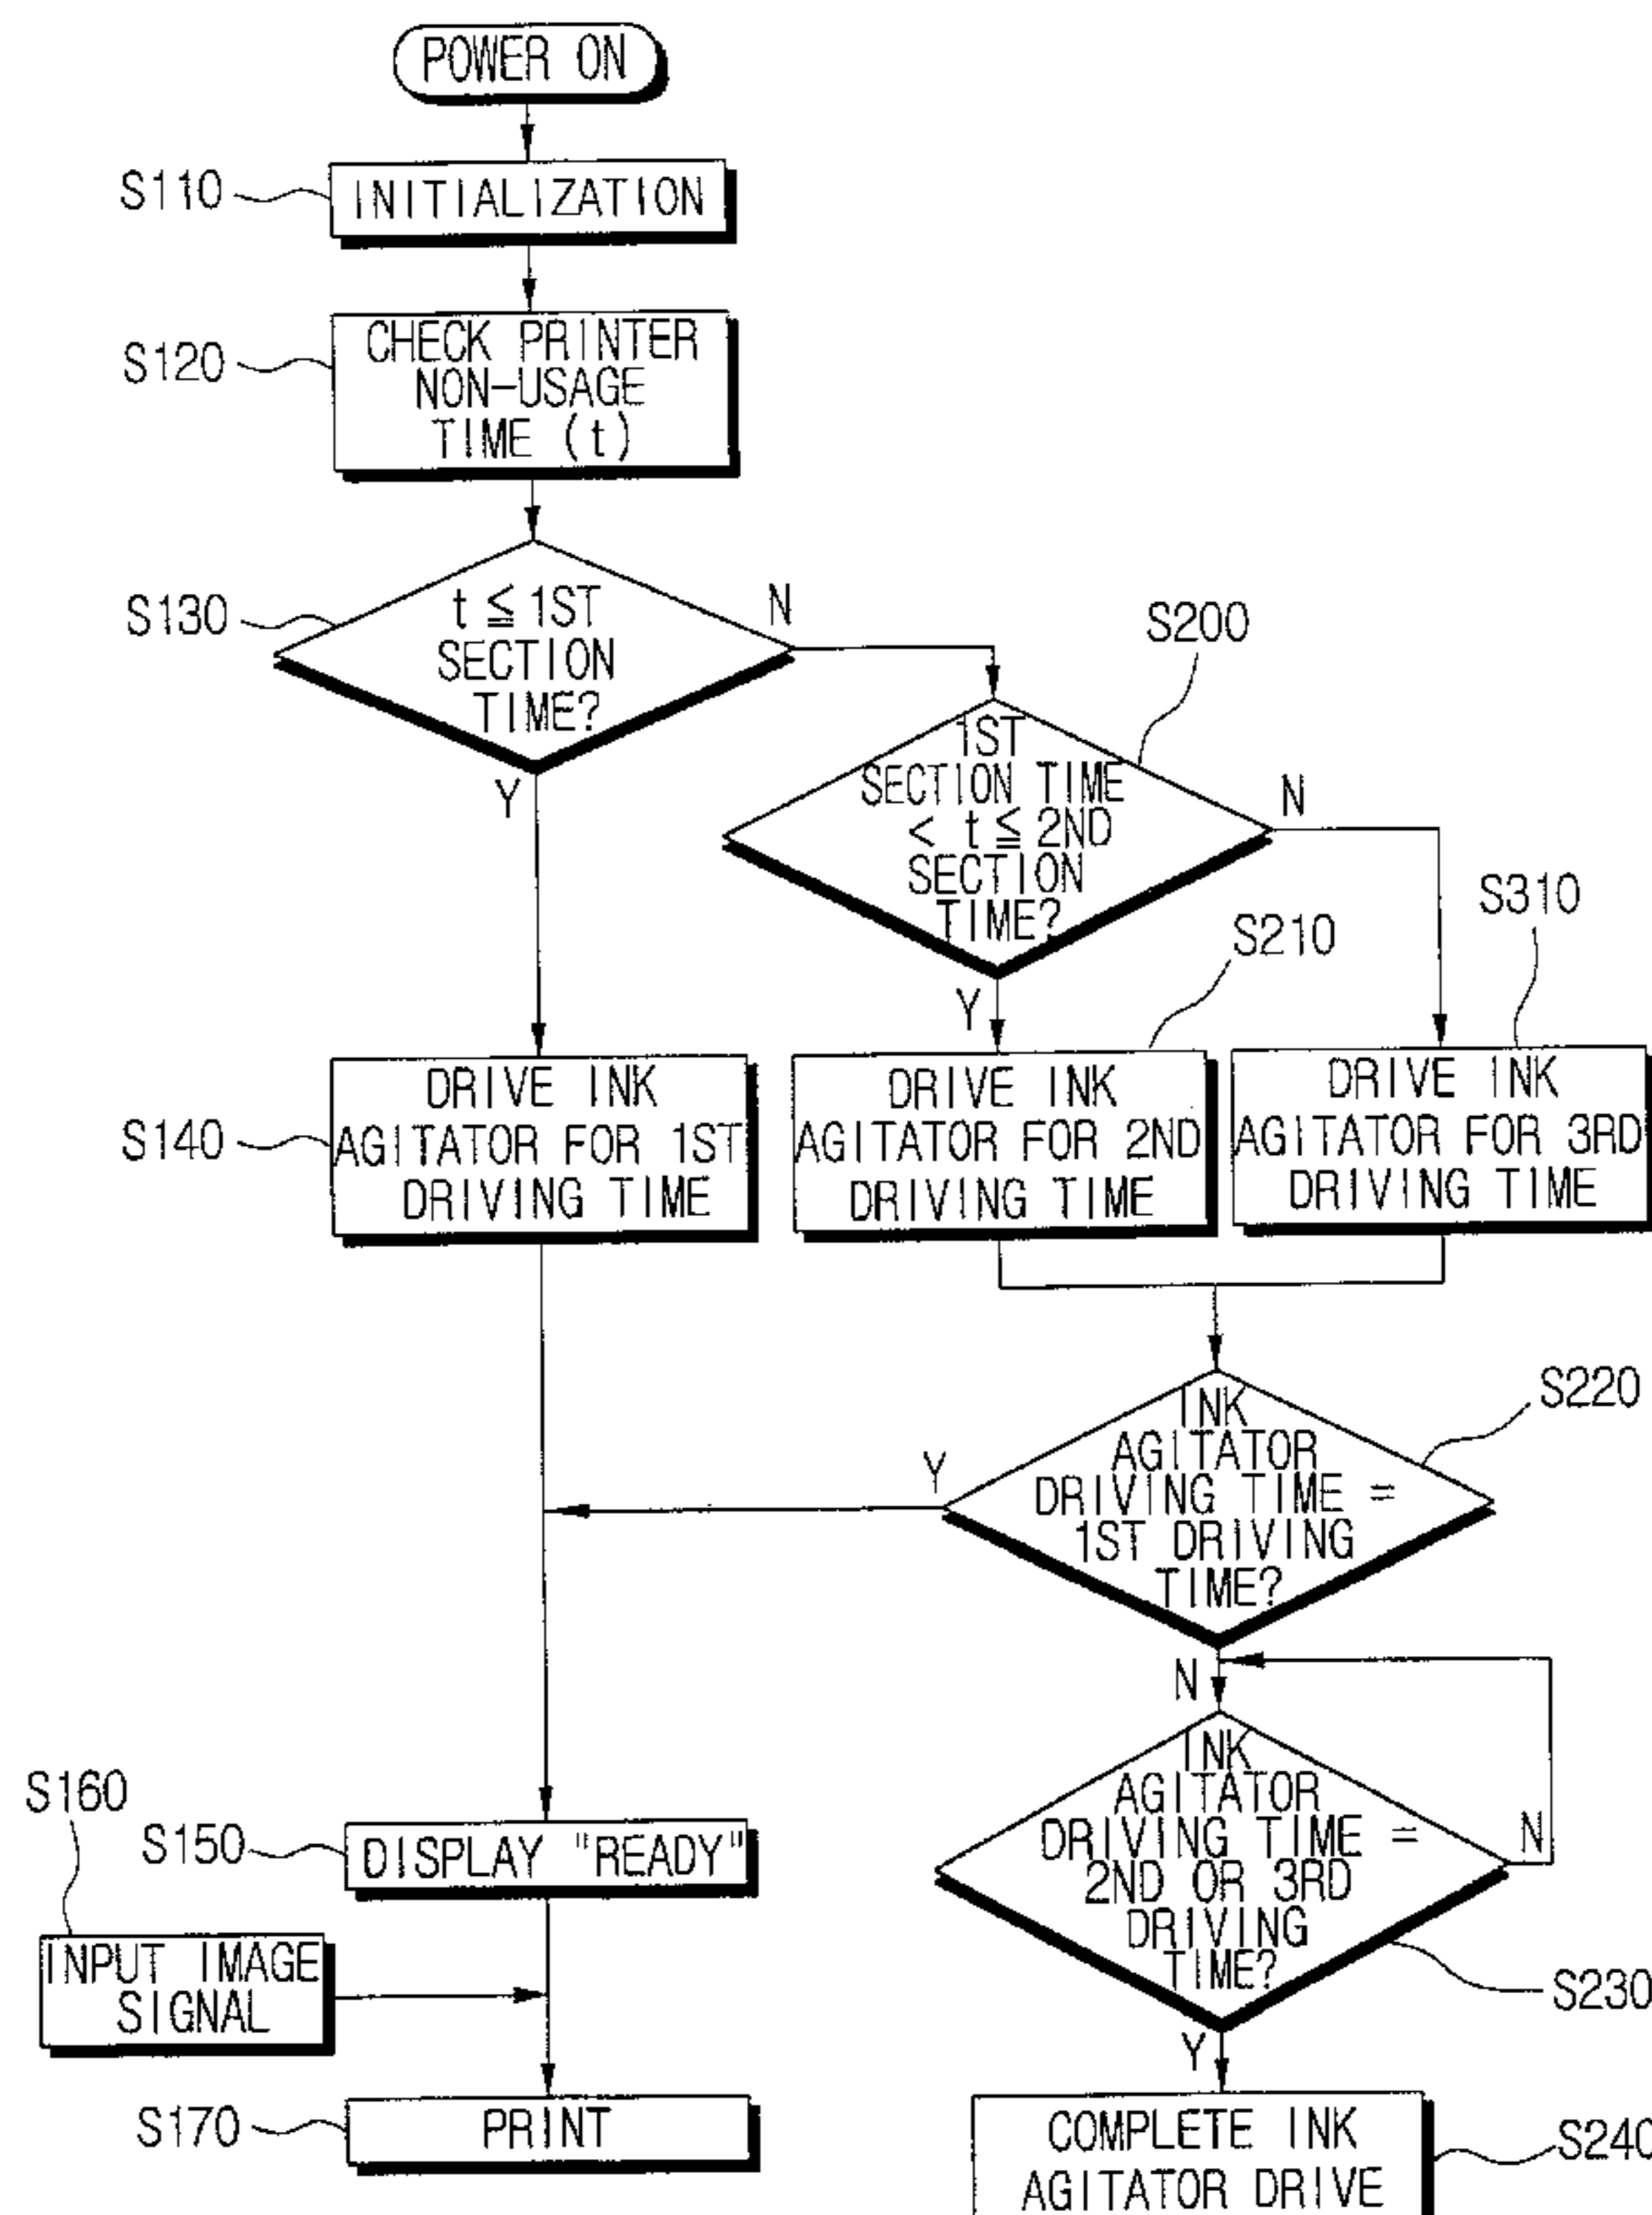 POWER ON
S110
INITIALIZATION
S120
CHECK PRINTER
NON-USAGE
TIME (t)
S130
t ≦ 1ST
SECTION
TIME?
N
Y
S200
1ST
SECTION TIME
< t ≦ 2ND
SECTION
TIME?
N
Y
S140
DRIVE INK
AGITATOR FOR 1ST
DRIVING TIME
S210
DRIVE INK
AGITATOR FOR 2ND
DRIVING TIME
S310
DRIVE INK
AGITATOR FOR 3RD
DRIVING TIME
S220
INK
AGITATOR
DRIVING TIME =
1ST DRIVING
TIME?
Y
N
INK
AGITATOR
DRIVING TIME =
2ND OR 3RD
DRIVING
TIME?
N
S230
Y
S150
DISPLAY "READY"
S160
INPUT IMAGE
SIGNAL
S170
PRINT
COMPLETE INK
AGITATOR DRIVE
S240